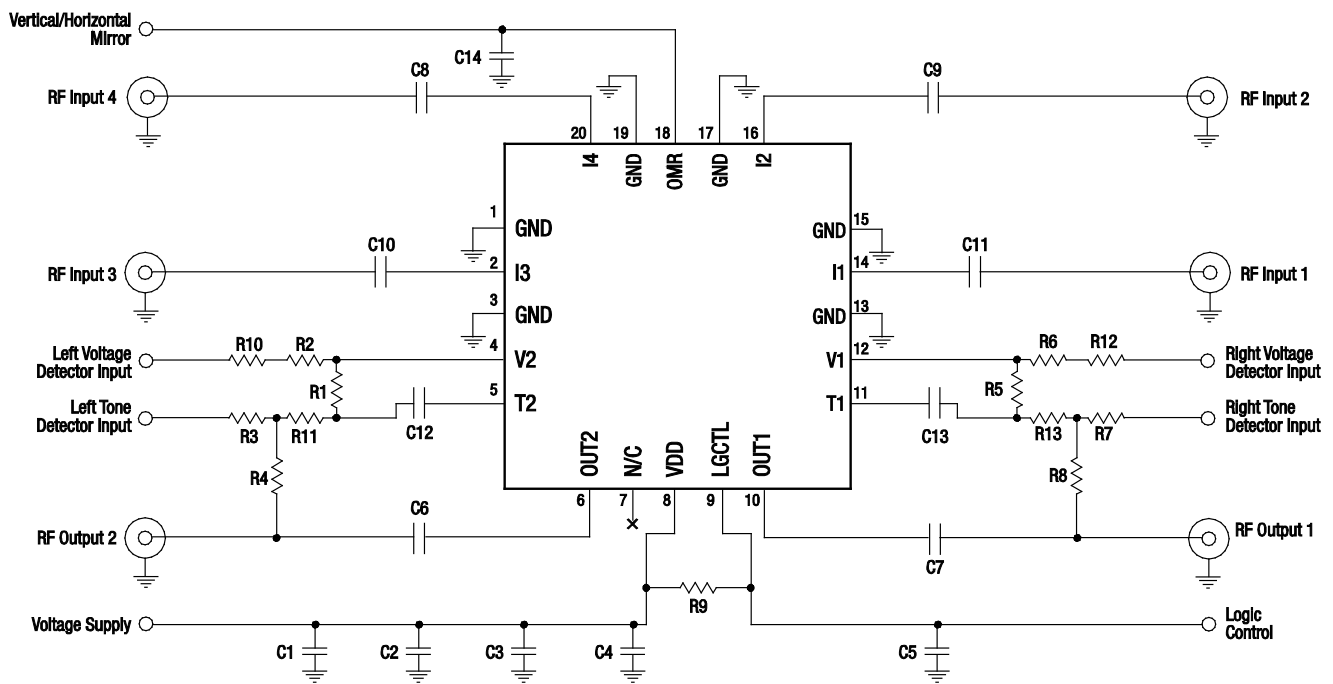 Vertical/Horizontal
Mirror
C14
C8
C9
RF Input 4
RF Input 2
20
19
18
17
16
I4
GND
OMR
GND
I2
1
GND
15
GND
C10
C11
RF Input 3
2
I3
14
I1
RF Input 1
3
GND
13
GND
Left Voltage
Detector Input
R10
R2
4
V2
12
V1
R6
R12
Right Voltage
Detector Input
R1
R5
Left Tone
Detector Input
R3
R11
C12
5
T2
11
T1
C13
R13
R7
Right Tone
Detector Input
R4
R8
OUT2
N/C
VDD
LGCTL
OUT1
6
7
8
9
10
RF Output 2
C6
C7
RF Output 1
R9
Voltage Supply
Logic
Control
C1
C2
C3
C4
C5